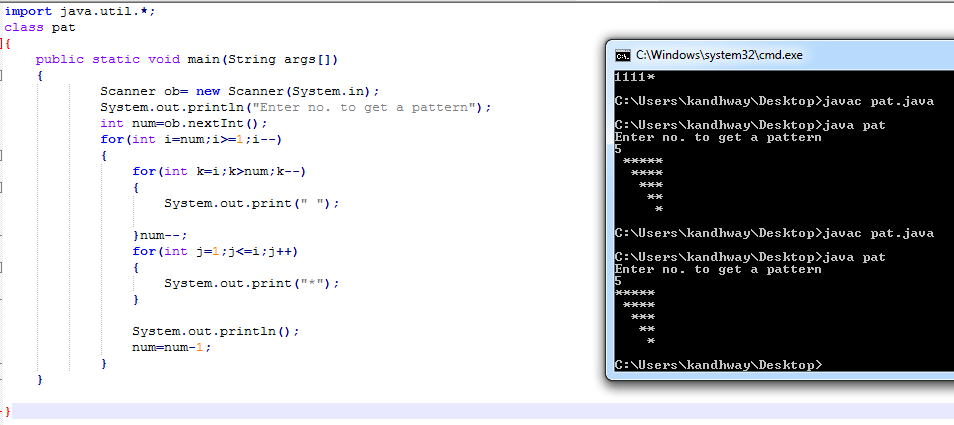 import java.util.*;
class pat
{
    public static void main(String args[])
    {
            Scanner ob= new Scanner(System.in);
            System.out.println("Enter no. to get a pattern");
            int num=ob.nextInt();
            for(int i=num;i>=1;i--)
            {
                for(int k=i;k>num;k--)
                {
                    System.out.print(" ");

                }num--;
                for(int j=1;j<=i;j++)
                {
                    System.out.print("*");
                }

                System.out.println();
                num=num-1;
            }
    }

}
C:\Windows\system32\cmd.exe
1111*

C:\Users\kandhway\Desktop>javac pat.java

C:\Users\kandhway\Desktop>java pat
Enter no. to get a pattern
5
 *****
  ****
   ***
    **
     *

C:\Users\kandhway\Desktop>javac pat.java

C:\Users\kandhway\Desktop>java pat
Enter no. to get a pattern
5
*****
 ****
  ***
   **
    *

C:\Users\kandhway\Desktop>